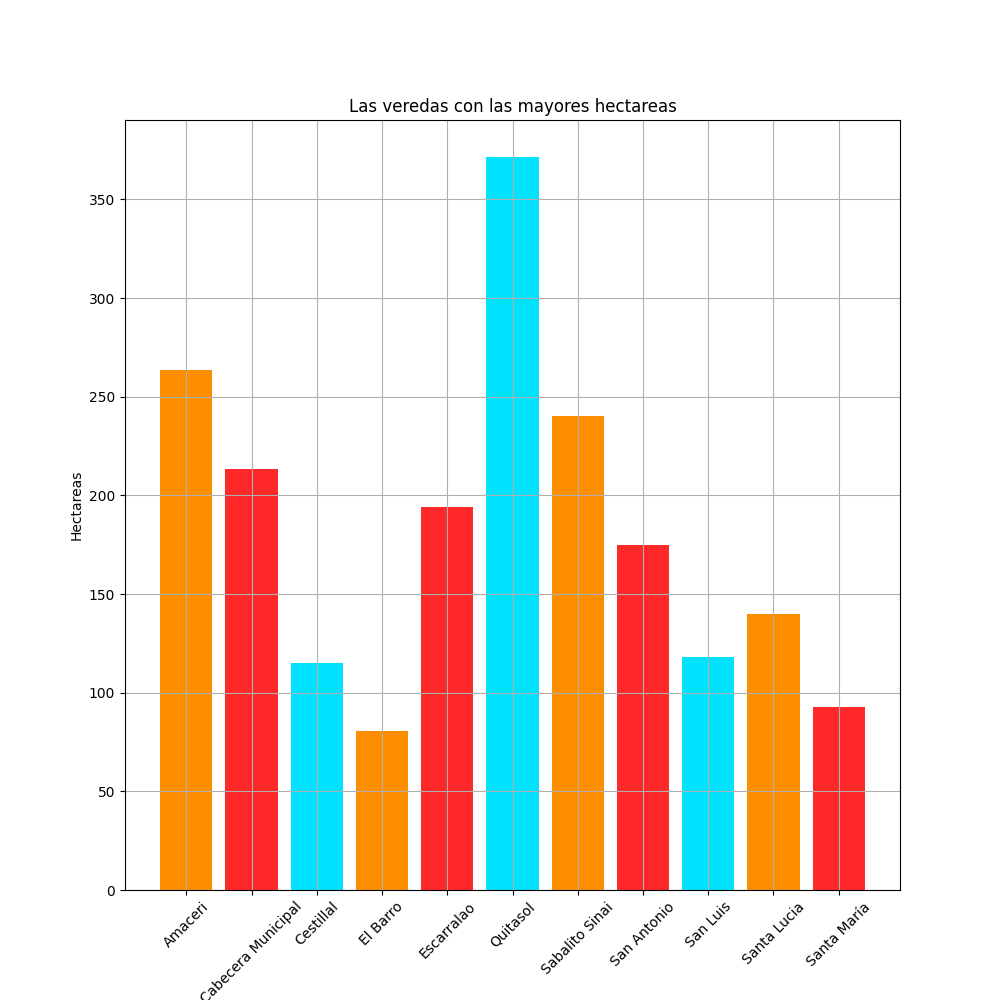 Las veredas con las mayores hectareas
Hectareas
350
300
250
200
150
100
50
0
Amaceri
Cabecera Municipal
Cestillal
El Barro
Escarralao
Quitasol
Sabalito Sinai
San Antonio
San Luis
Santa Lucia
Santa María